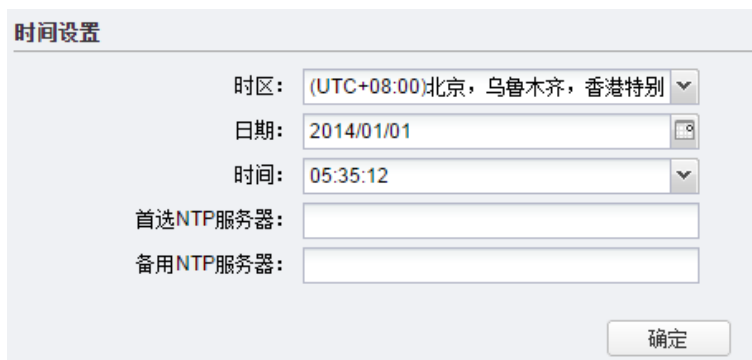 时间设置
时区: (UTC+08:00)北京，乌鲁木齐，香港特别
日期: 2014/01/01
时间: 05:35:12
首选NTP服务器:
备用NTP服务器:
确定